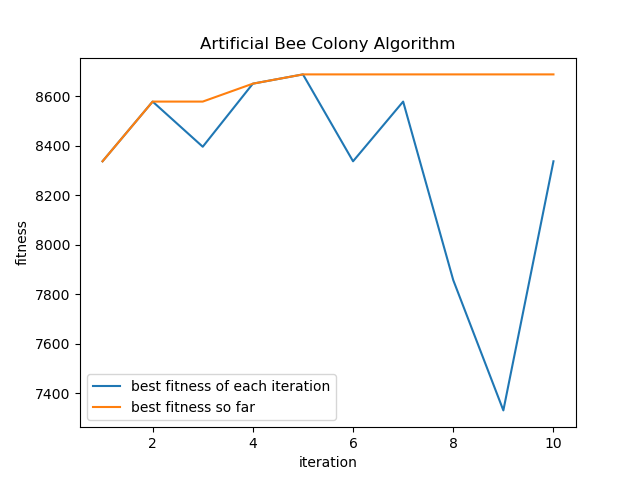 Artificial Bee Colony Algorithm
fitness
8600
8400
8200
8000
7800
7600
7400
best fitness of each iteration
best fitness so far
2 4 6 8 10
iteration